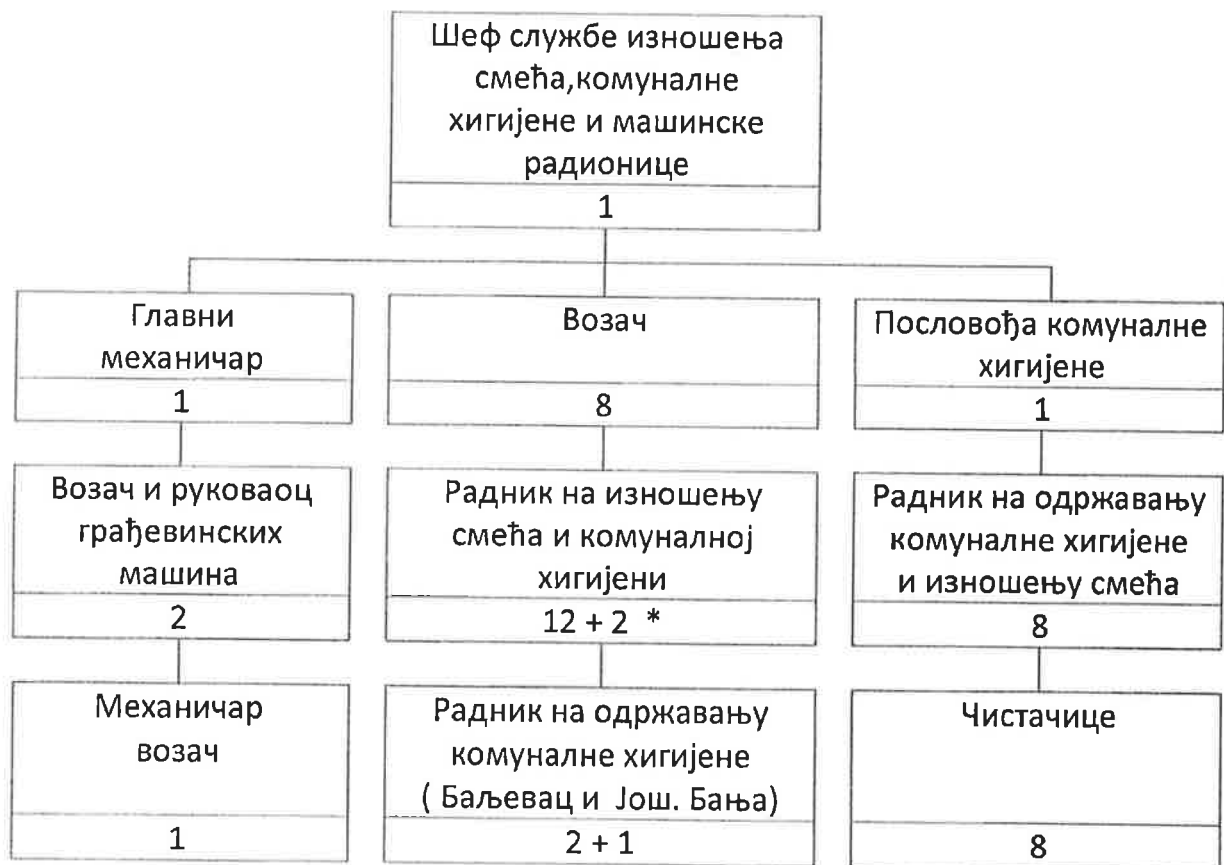 Шеф службе изношења
смећа,комуналне
хигијене и машинске
радионице
1
Главни
механичар
1
Возач
8
Пословођа комуналне
хигијене
1
Возач и руковаоц
грађевинских
машина
2
Радник на изношењу
смећа и комуналној
хигијени
12 + 2 *
Радник на одржавању
комуналне хигијене
и изношењу смећа
8
Механичар
возач
1
Радник на одржавању
комуналне хигијене
( Баљевац и Још. Бања)
2 + 1
Чистачице
8